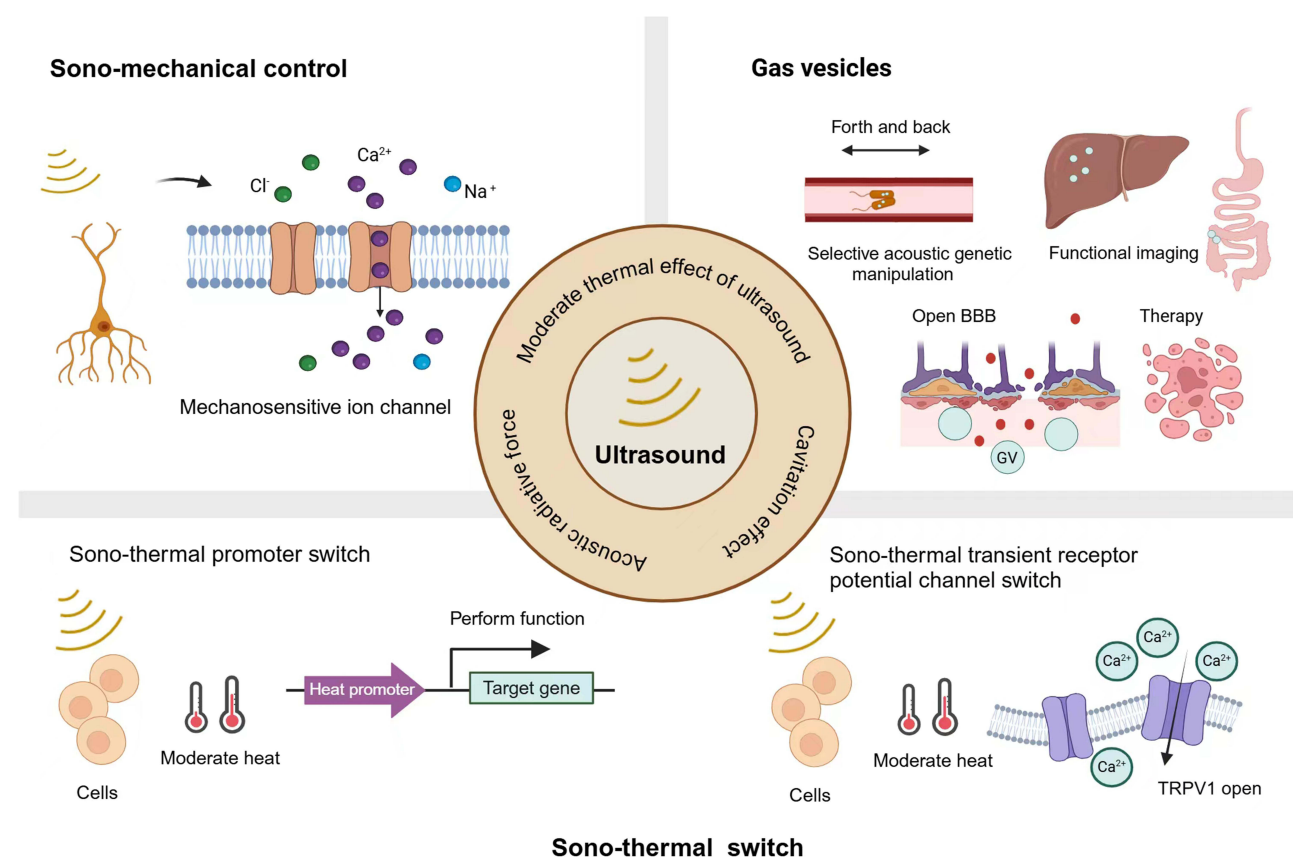 Sono-mechanical control
Cl⁻
Ca²⁺
Na⁺
Mechanosensitive ion channel
Gas vesicles
Forth and back
Selective acoustic genetic
manipulation
Functional imaging
Open BBB
GV
Therapy
Moderate thermal effect of ultrasound
Cavitation effect
Acoustic radiative force
Ultrasound
Sono-thermal promoter switch
Cells
Moderate heat
Heat promoter
Perform function
Target gene
Sono-thermal transient receptor
potential channel switch
Cells
Moderate heat
Ca²⁺
Ca²⁺
Ca²⁺
Ca²⁺
TRPV1 open
Sono-thermal switch